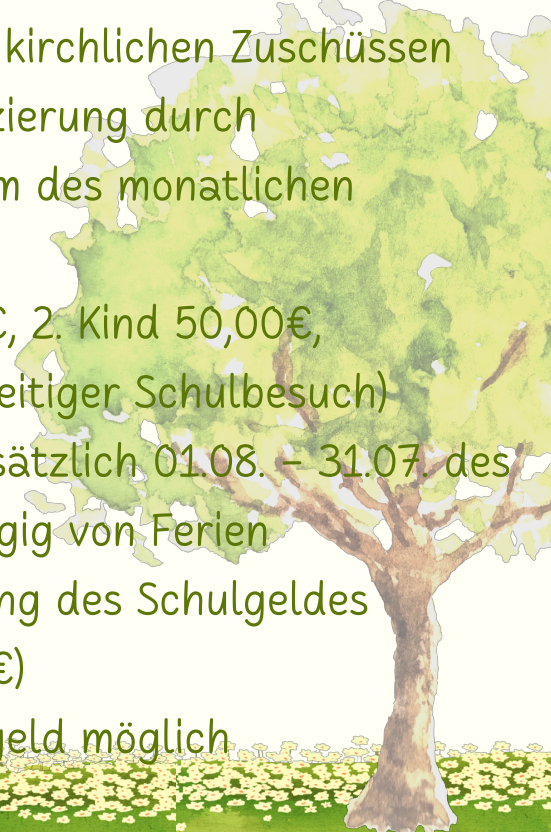 kirchlichen Zuschüssen
zierung durch
m des monatlichen
€, 2. Kind 50,00€,
eitiger Schulbesuch)
sätzlich 01.08. – 31.07. des
gig von Ferien
ng des Schulgeldes
€)
geld möglich